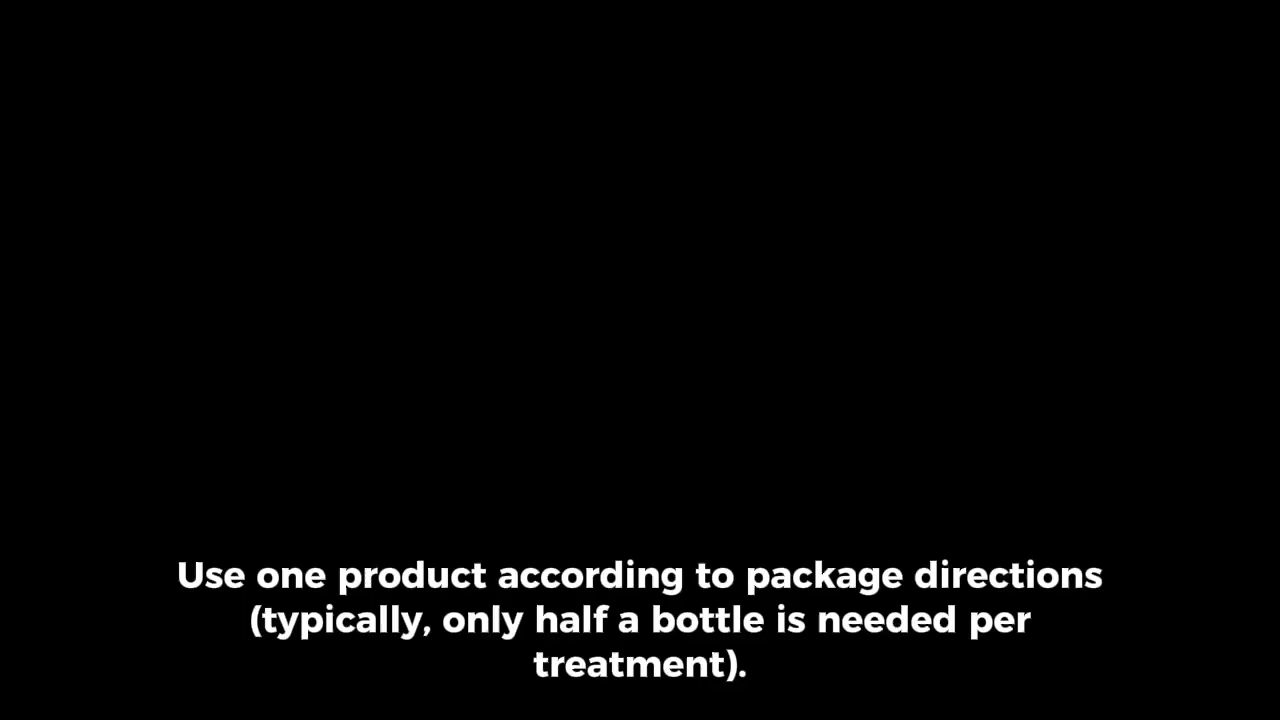 Use one product according to package directions
(typically, only half a bottle is needed per
treatment).